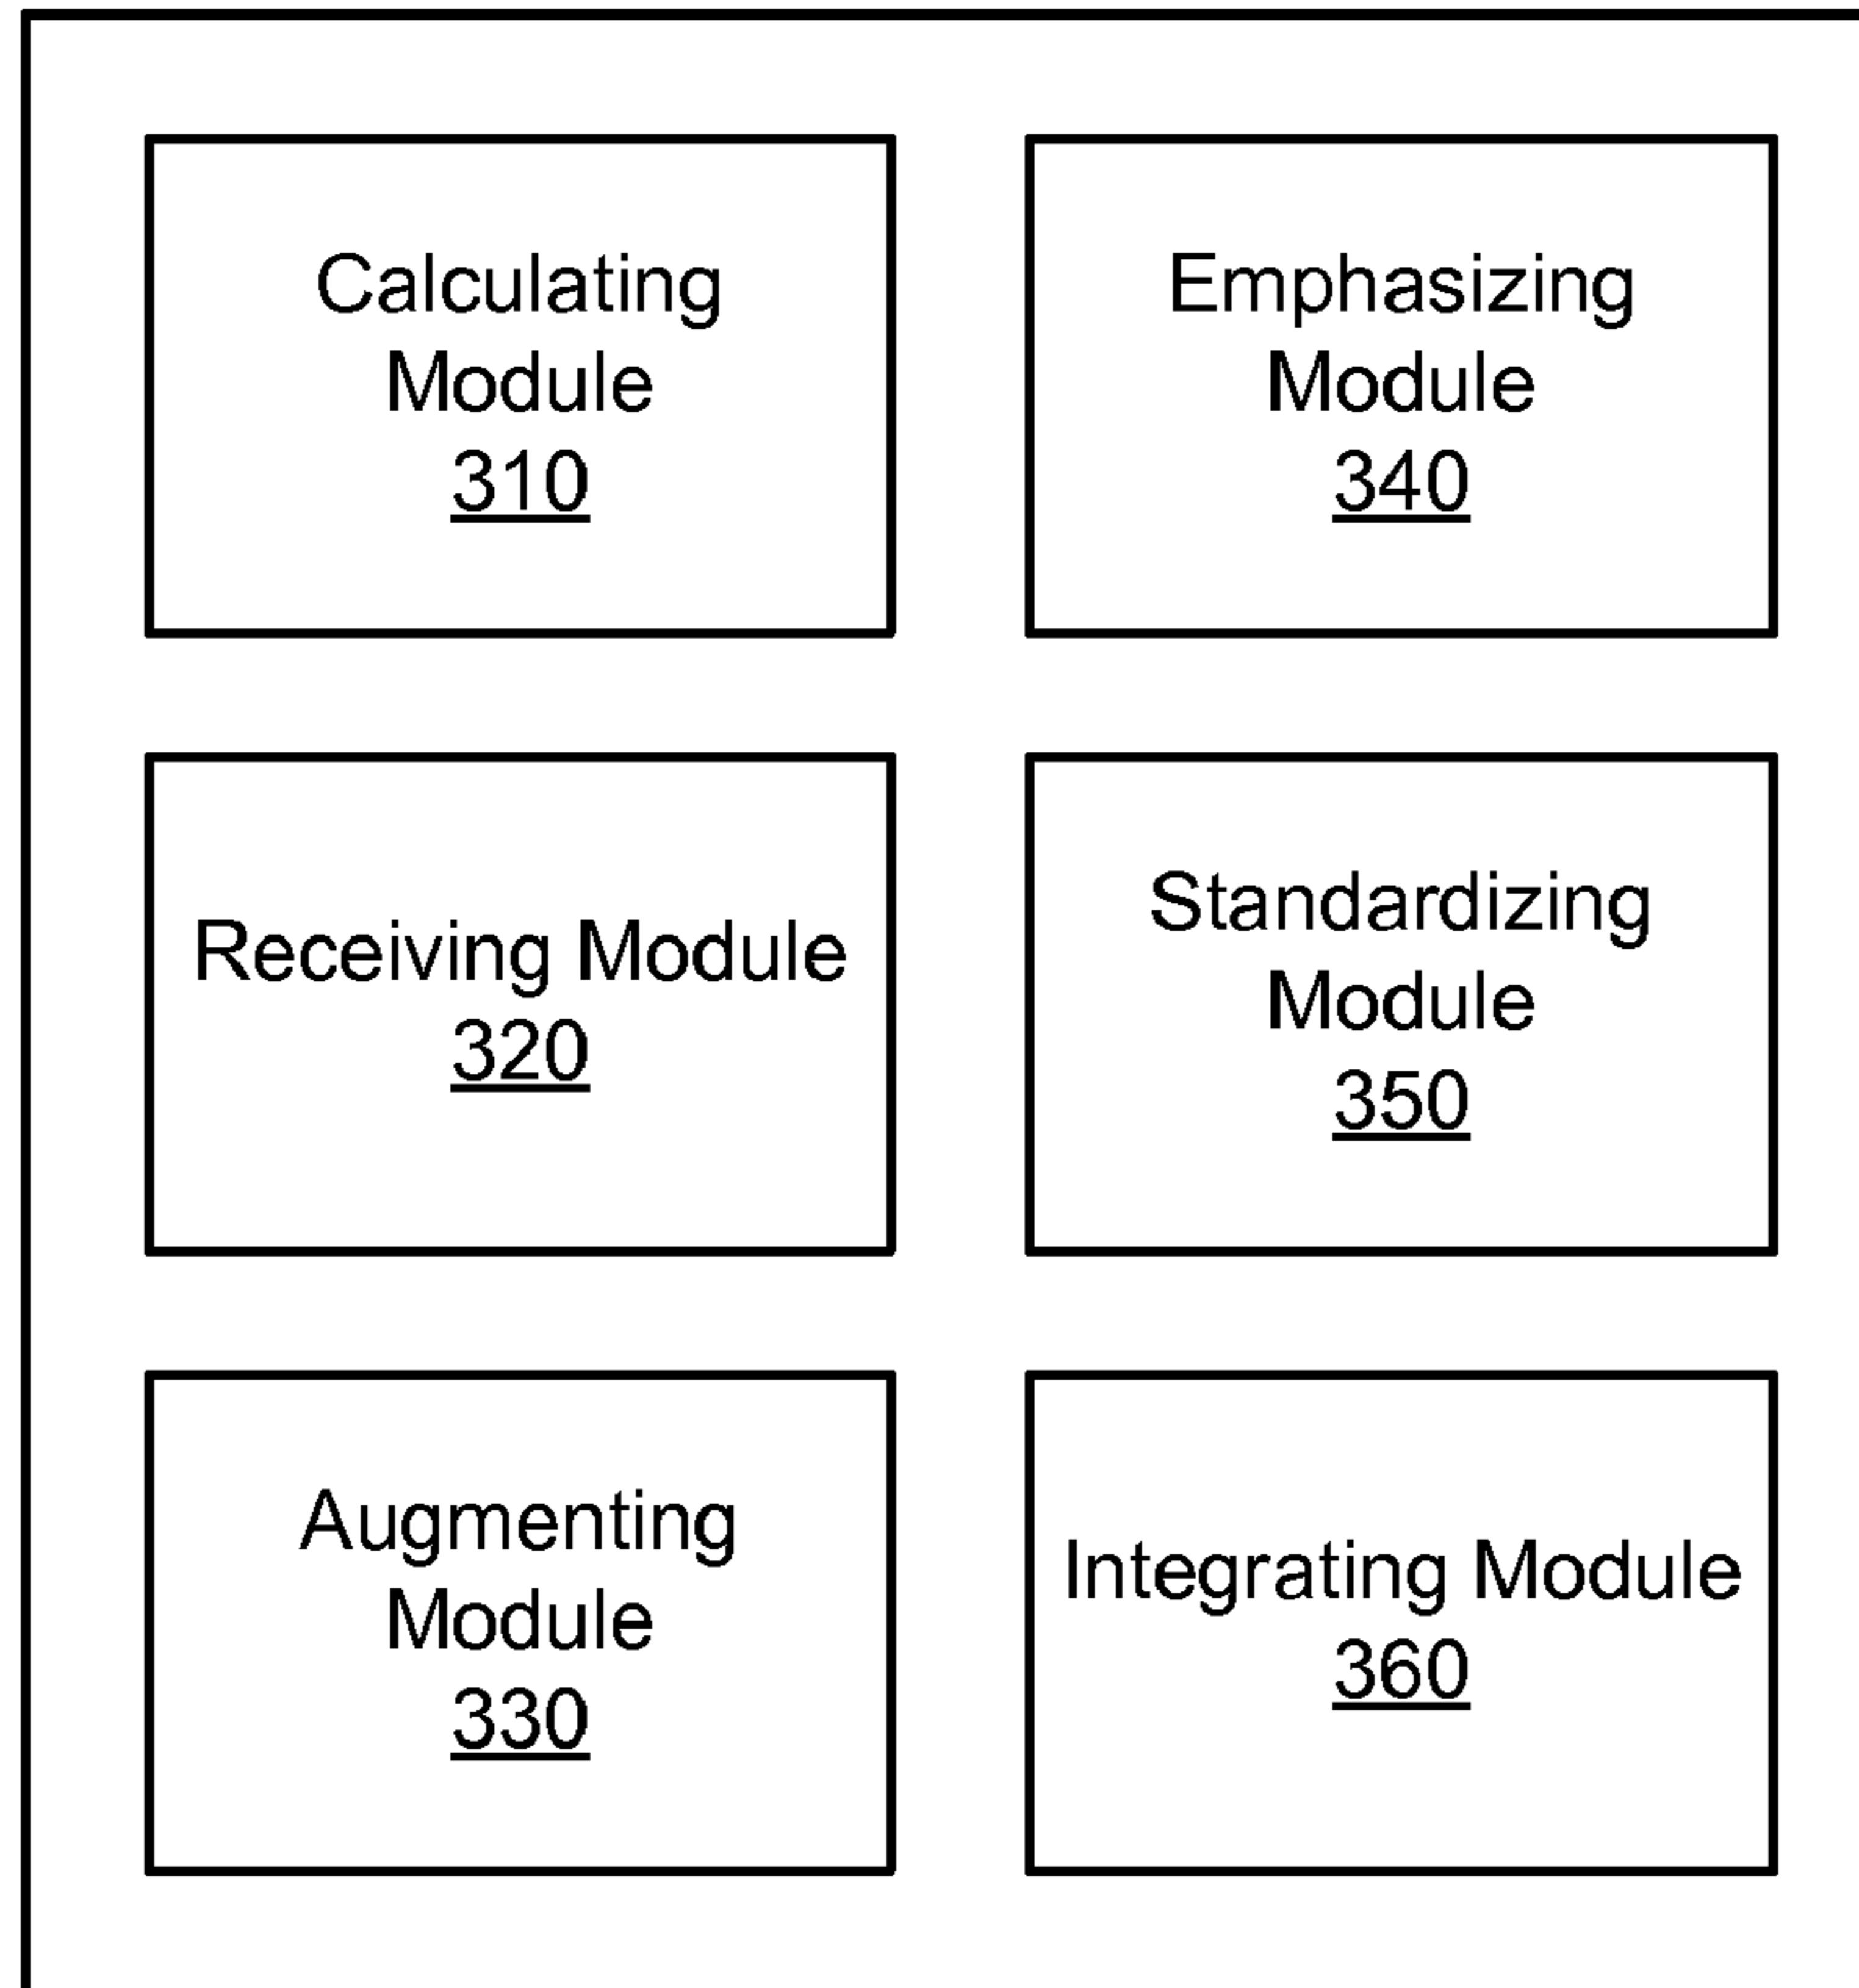 Calculating
Module
310
Receiving Module
320
Augmenting
Module
330
Emphasizing
Module
340
Standardizing
Module
350
Integrating Module
360